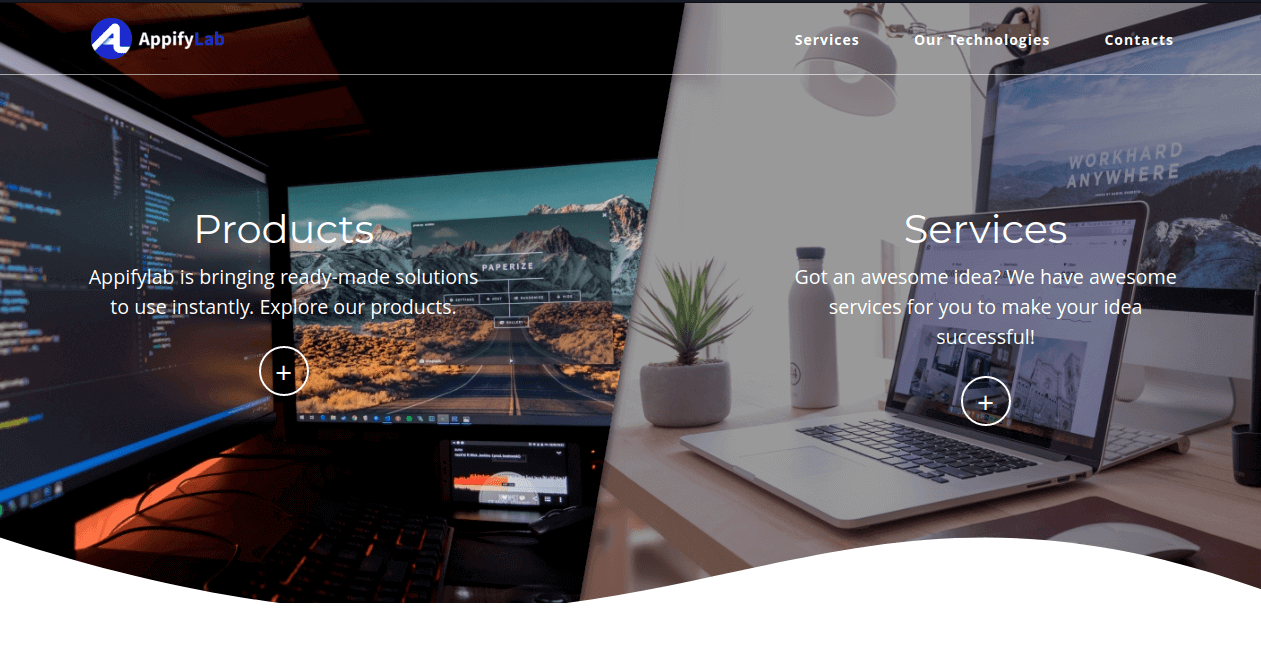 AppifyLab
Services
Our Technologies
Contacts
WORKHARD
ANYWHERE
Products
Services
PAPERIZE
Appifylab is bringing ready-made solutions
to use instantly. Explore our products.
Got an awesome idea? We have awesome
services for you to make your idea
successful!
+
+